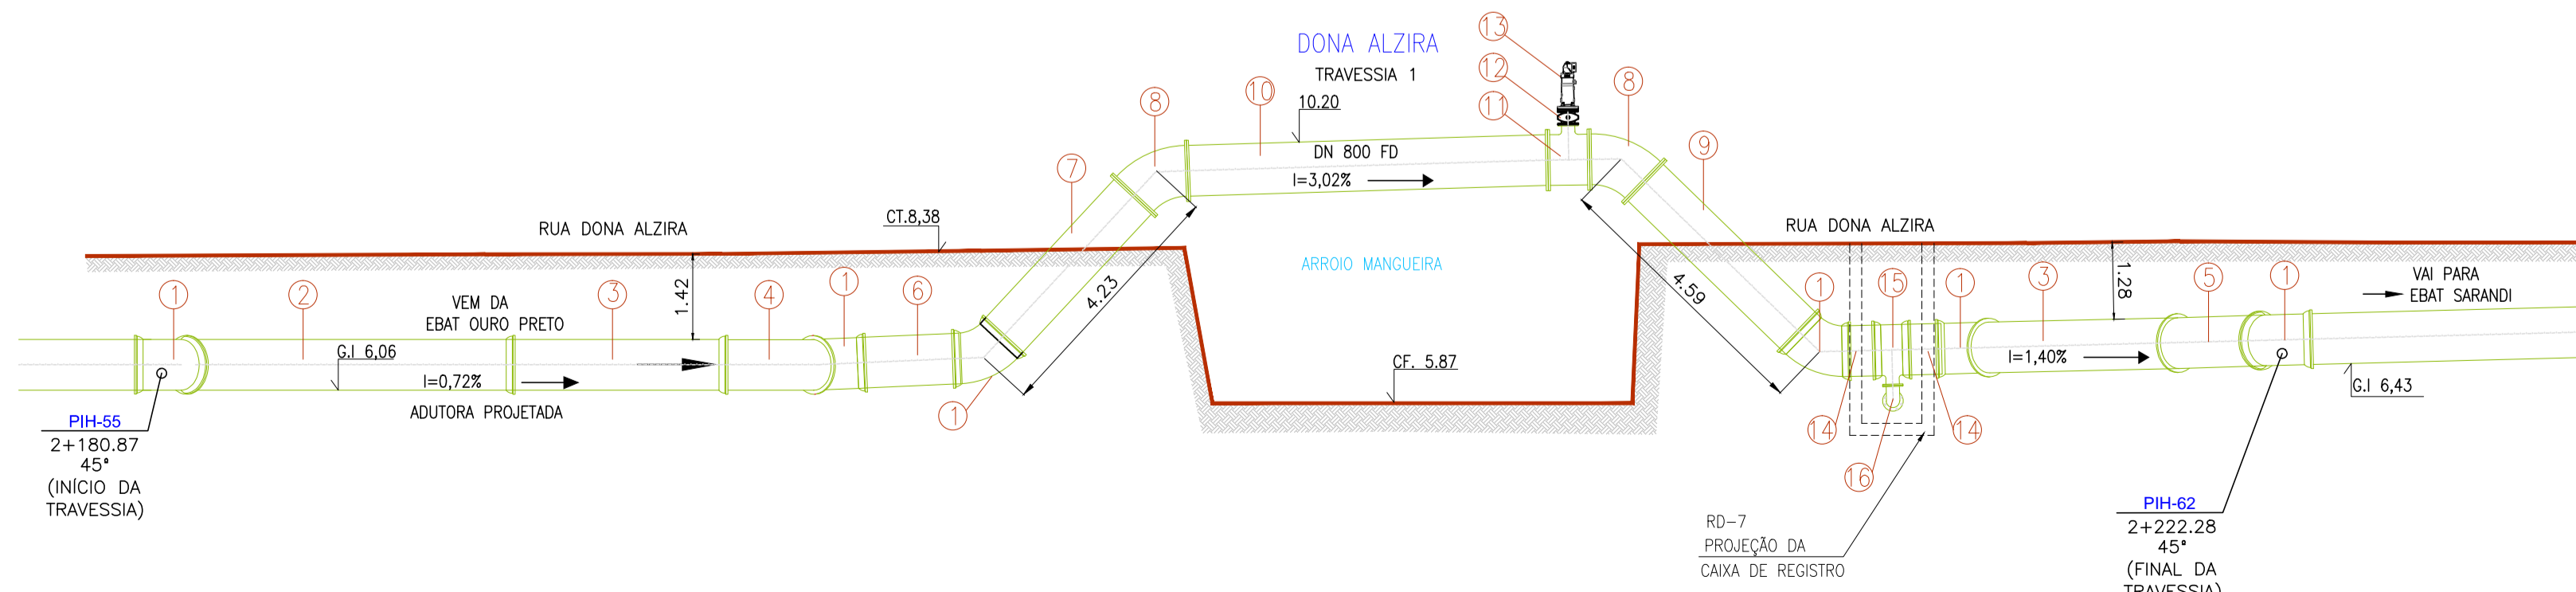 DONA ALZIRA
TRAVESSIA 1
13
12
11
8
10
8
10.20
DN 800 FD
I=3,02%
7
9
CT.8,38
RUA DONA ALZIRA
RUA DONA ALZIRA
ARROIO MANGUEIRA
1
2
VEM DA
EBAT OURO PRETO
3
1.42
4
1
6
4.23
4.59
1
15
1
3
1.28
5
1
VAI PARA
EBAT SARANDI
G.I 6,06
I=0,72%
ADUTORA PROJETADA
CF. 5.87
I=1,40%
G.I 6,43
1
14
14
16
PIH-55
2+180.87
45°
(INÍCIO DA
TRAVESSIA)
RD-7
PROJEÇÃO DA
CAIXA DE REGISTRO
PIH-62
2+222.28
45°
(FINAL DA
TRAVESSIA)